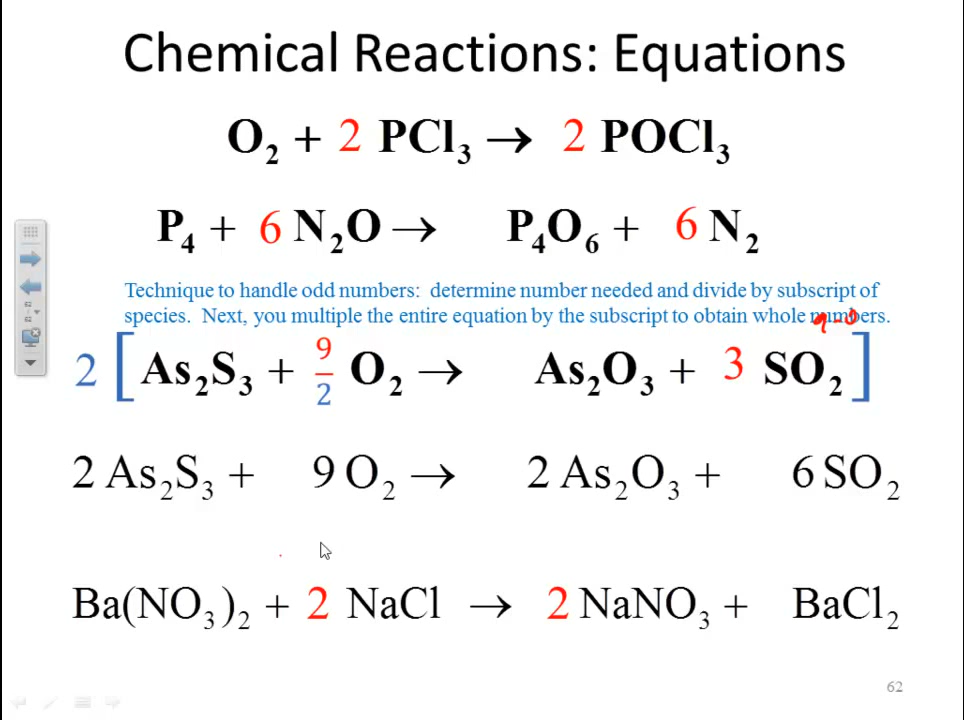 Chemical Reactions: Equations
O₂ + 2 PCl₃ → 2 POCl₃
P₄ + 6 N₂O → P₄O₆ + 6 N₂
Technique to handle odd numbers: determine number needed and divide by subscript of
species. Next, you multiple the entire equation by the subscript to obtain whole numbers.
2 [ As₂S₃ + 9/2 O₂ → As₂O₃ + 3 SO₂ ]
2 As₂S₃ + 9 O₂ → 2 As₂O₃ + 6 SO₂
Ba(NO₃)₂ + 2 NaCl → 2 NaNO₃ + BaCl₂
62